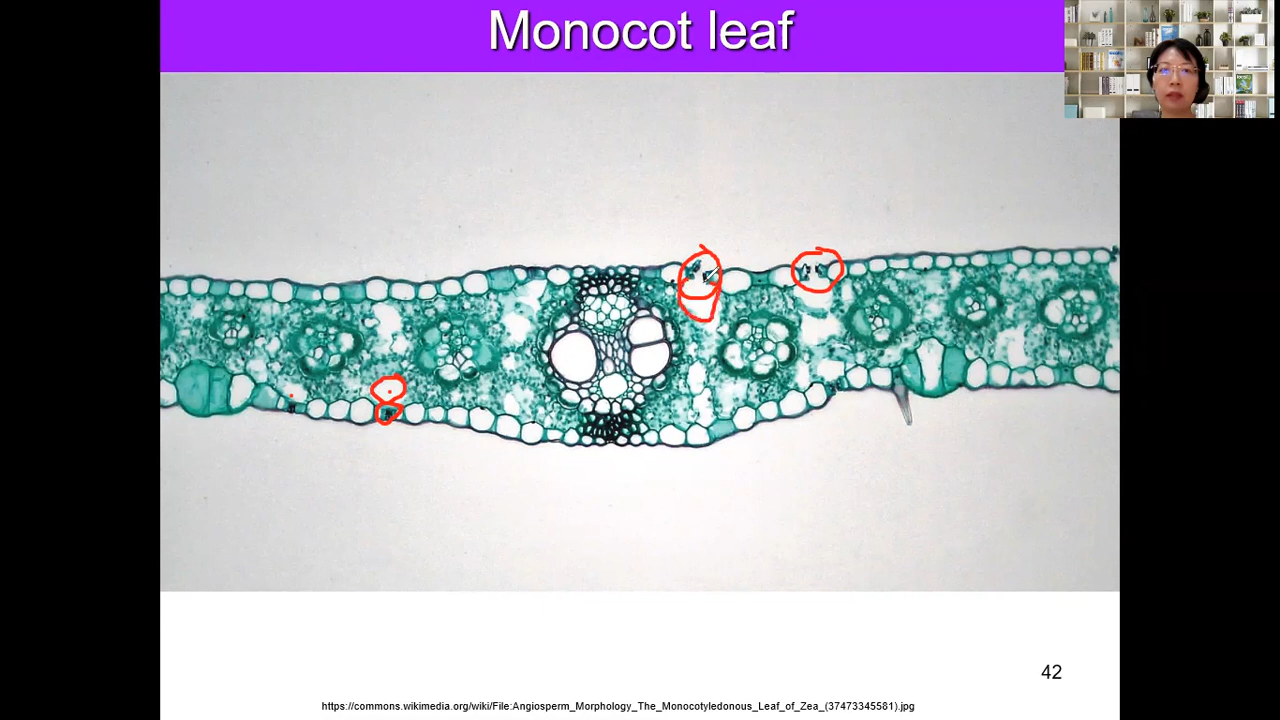 Monocot leaf
42
https://commons.wikimedia.org/wiki/File:Angiosperm_Morphology_The_Monocotyledonous_Leaf_of_Zea_(37473345581).jpg